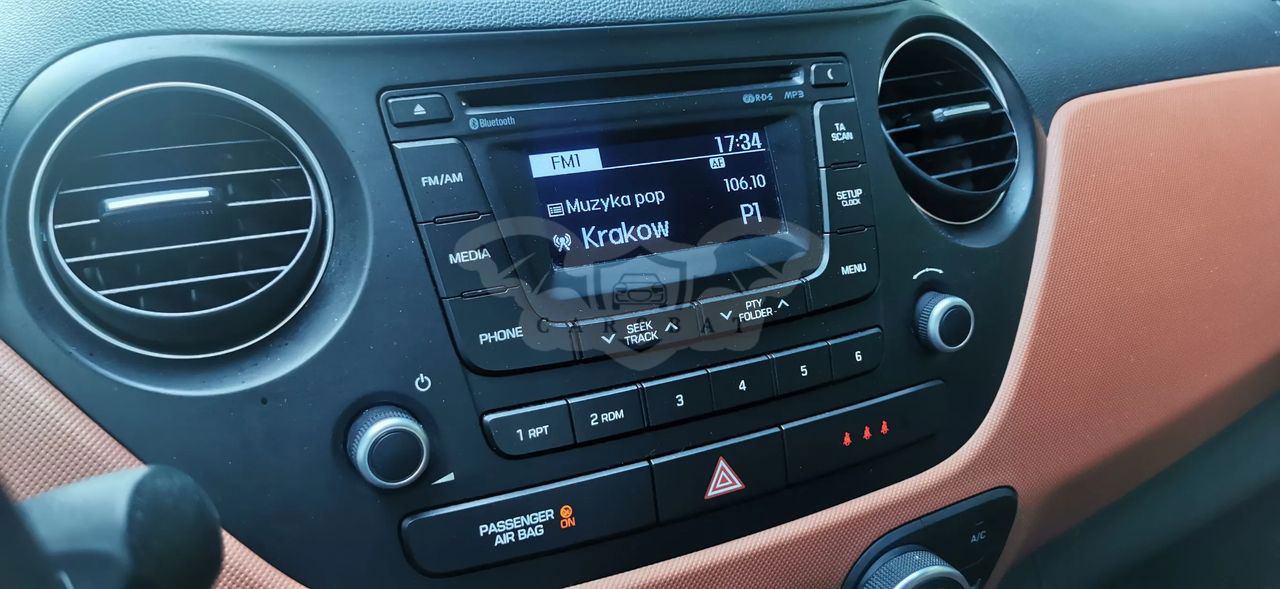 Bluetooth
R·D·S MP3
FM/AM
MEDIA
PHONE
FM1 17:34
AF
Muzyka pop 106.10
Krakow P1
TA
SCAN
SETUP
CLOCK
MENU
SEEK
TRACK
PTY
FOLDER
CAROBAT
1 RPT
2 RDM
3
4
5
6
PASSENGER
AIR BAG
ON
A/C